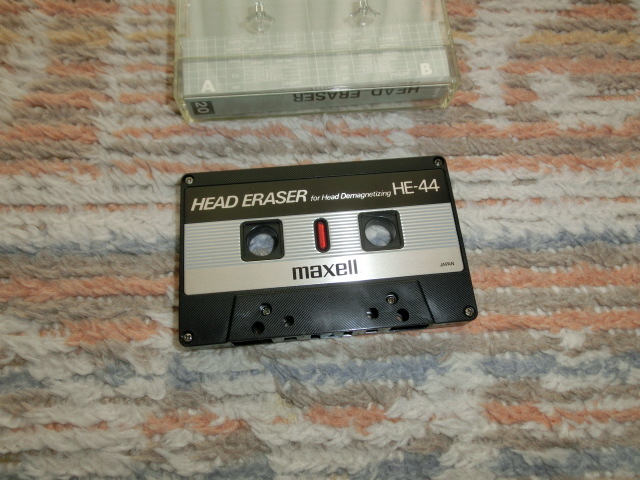 A B
20 HEAD ERASER
HEAD ERASER for Head Demagnetizing HE-44
maxell
JAPAN